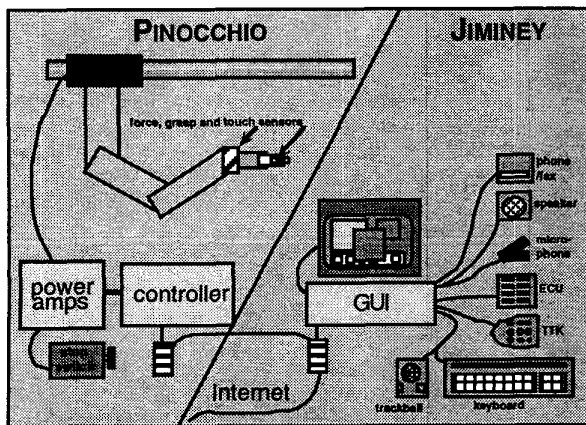 PINOCCHIO
JIMINEY
force, grasp and touch sensors
phone
/fax
speaker
micro-
phone
power
amps
controller
GUI
ECU
TTK
internet
trackball
keyboard